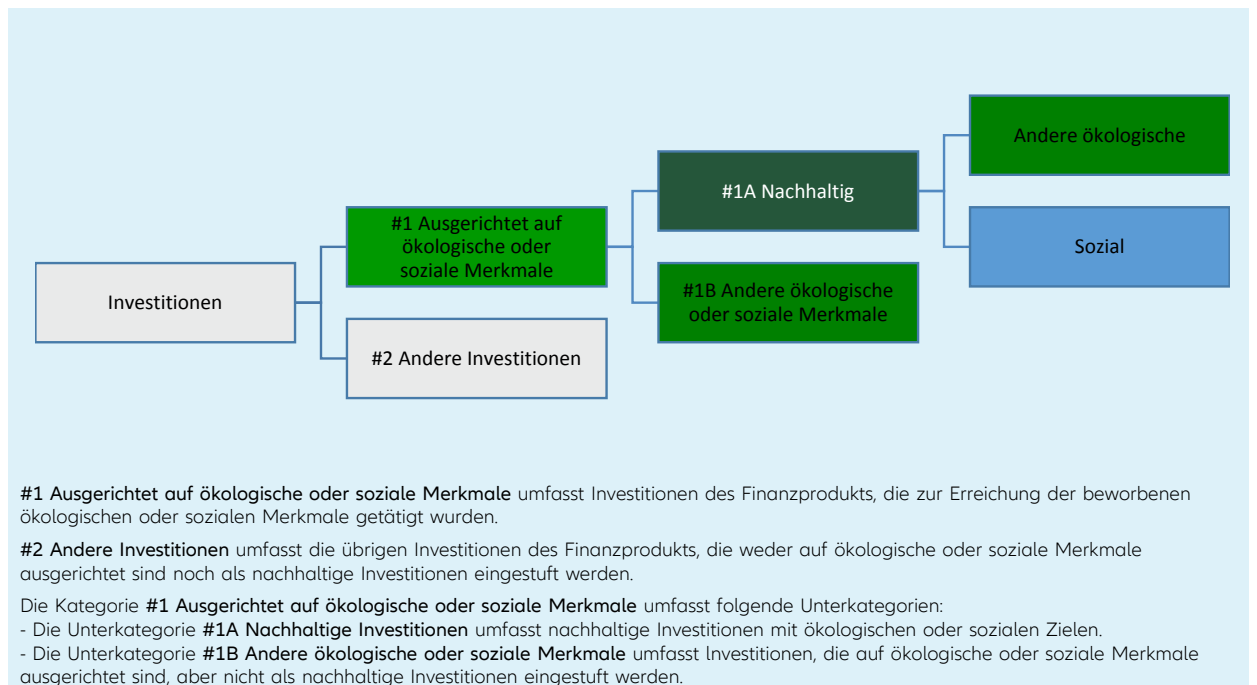 Andere ökologische
#1A Nachhaltig
#1 Ausgerichtet auf
ökologische oder
soziale Merkmale
Sozial
Investitionen
#1B Andere ökologische
oder soziale Merkmale
#2 Andere Investitionen
#1 Ausgerichtet auf ökologische oder soziale Merkmale umfasst Investitionen des Finanzprodukts, die zur Erreichung der beworbenen
ökologischen oder sozialen Merkmale getätigt wurden.
#2 Andere Investitionen umfasst die übrigen Investitionen des Finanzprodukts, die weder auf ökologische oder soziale Merkmale
ausgerichtet sind noch als nachhaltige Investitionen eingestuft werden.
Die Kategorie #1 Ausgerichtet auf ökologische oder soziale Merkmale umfasst folgende Unterkategorien:
- Die Unterkategorie #1A Nachhaltige Investitionen umfasst nachhaltige Investitionen mit ökologischen oder sozialen Zielen.
- Die Unterkategorie #1B Andere ökologische oder soziale Merkmale umfasst Investitionen, die auf ökologische oder soziale Merkmale
ausgerichtet sind, aber nicht als nachhaltige Investitionen eingestuft werden.